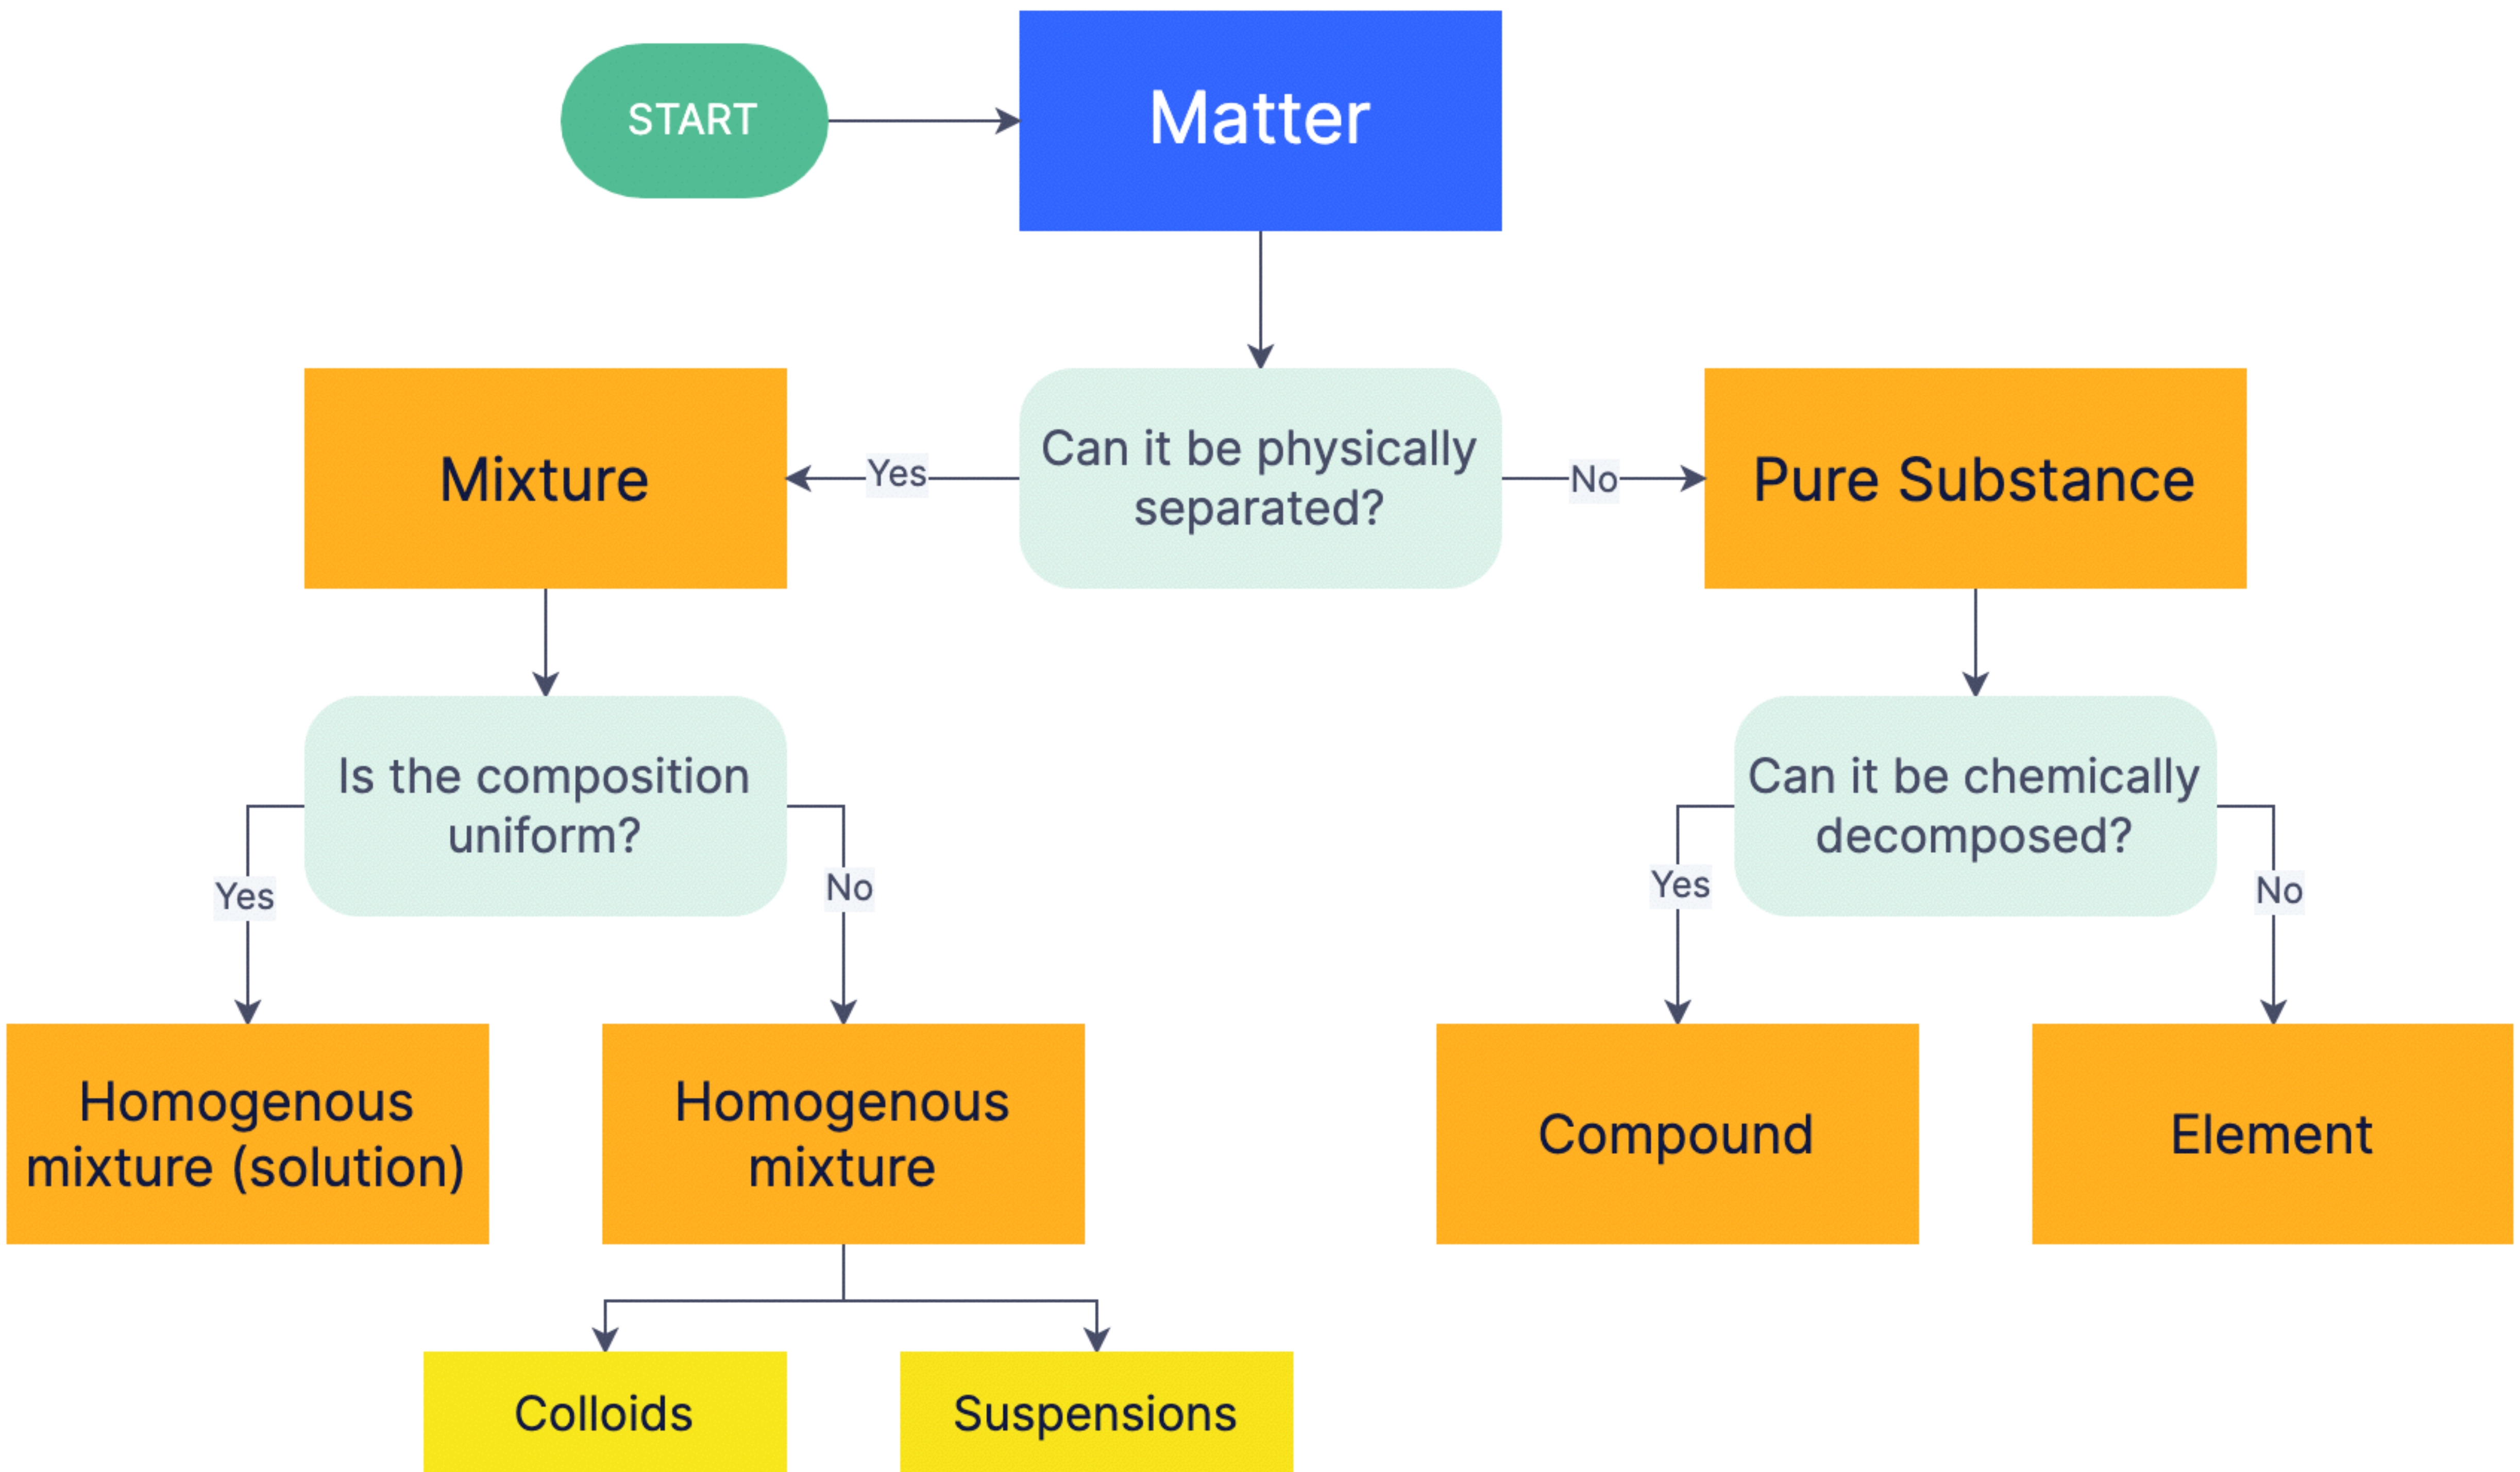 START
Matter
Mixture
Yes
Can it be physically
separated?
No
Pure Substance
Is the composition
uniform?
Yes
No
Can it be chemically
decomposed?
Yes
No
Homogenous
mixture (solution)
Homogenous
mixture
Compound
Element
Colloids
Suspensions